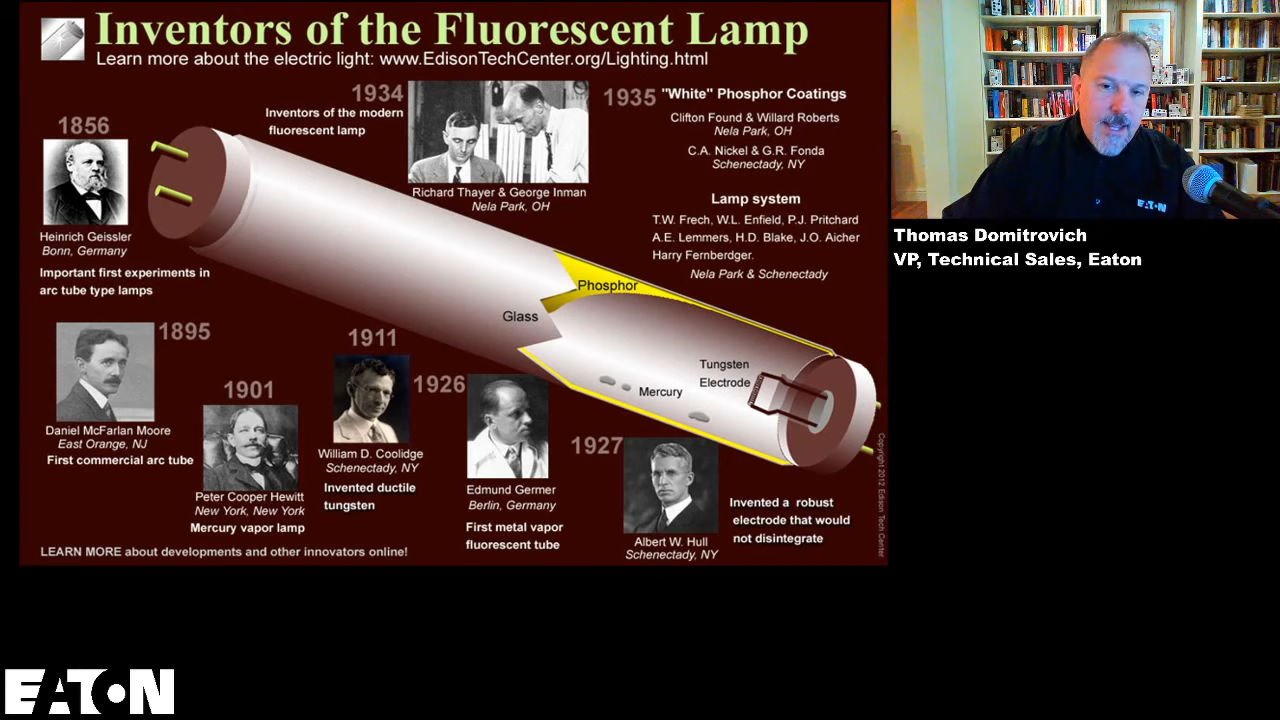 Inventors of the Fluorescent Lamp
Learn more about the electric light: www.EdisonTechCenter.org/Lighting.html
1856
Heinrich Geissler
Bonn, Germany
Important first experiments in
arc tube type lamps
1934
Inventors of the modern
fluorescent lamp
Richard Thayer & George Inman
Nela Park, OH
1935 "White" Phosphor Coatings
Clifton Found & Willard Roberts
Nela Park, OH
C.A. Nickel & G.R. Fonda
Schenectady, NY
Lamp system
T.W. Frech, W.L. Enfield, P.J. Pritchard
A.E. Lemmers, H.D. Blake, J.O. Aicher
Harry Fernberdger.
Nela Park & Schenectady
Phosphor
Glass
Mercury
Tungsten
Electrode
1895
Daniel McFarlan Moore
East Orange, NJ
First commercial arc tube
1901
Peter Cooper Hewitt
New York, New York
Mercury vapor lamp
1911
William D. Coolidge
Schenectady, NY
Invented ductile
tungsten
1926
Edmund Germer
Berlin, Germany
First metal vapor
fluorescent tube
1927
Albert W. Hull
Schenectady, NY
Invented a robust
electrode that would
not disintegrate
Copyright 2012 Edison Tech Center
LEARN MORE about developments and other innovators online!
EATON
Thomas Domitrovich
VP, Technical Sales, Eaton
EATON